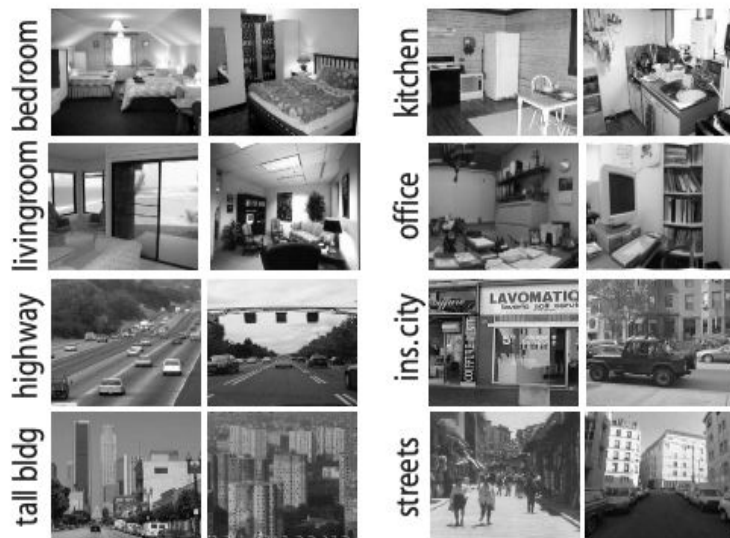 bedroom
kitchen
livingroom
office
highway
ins.city
LAVOMATIC
tall bldg
streets